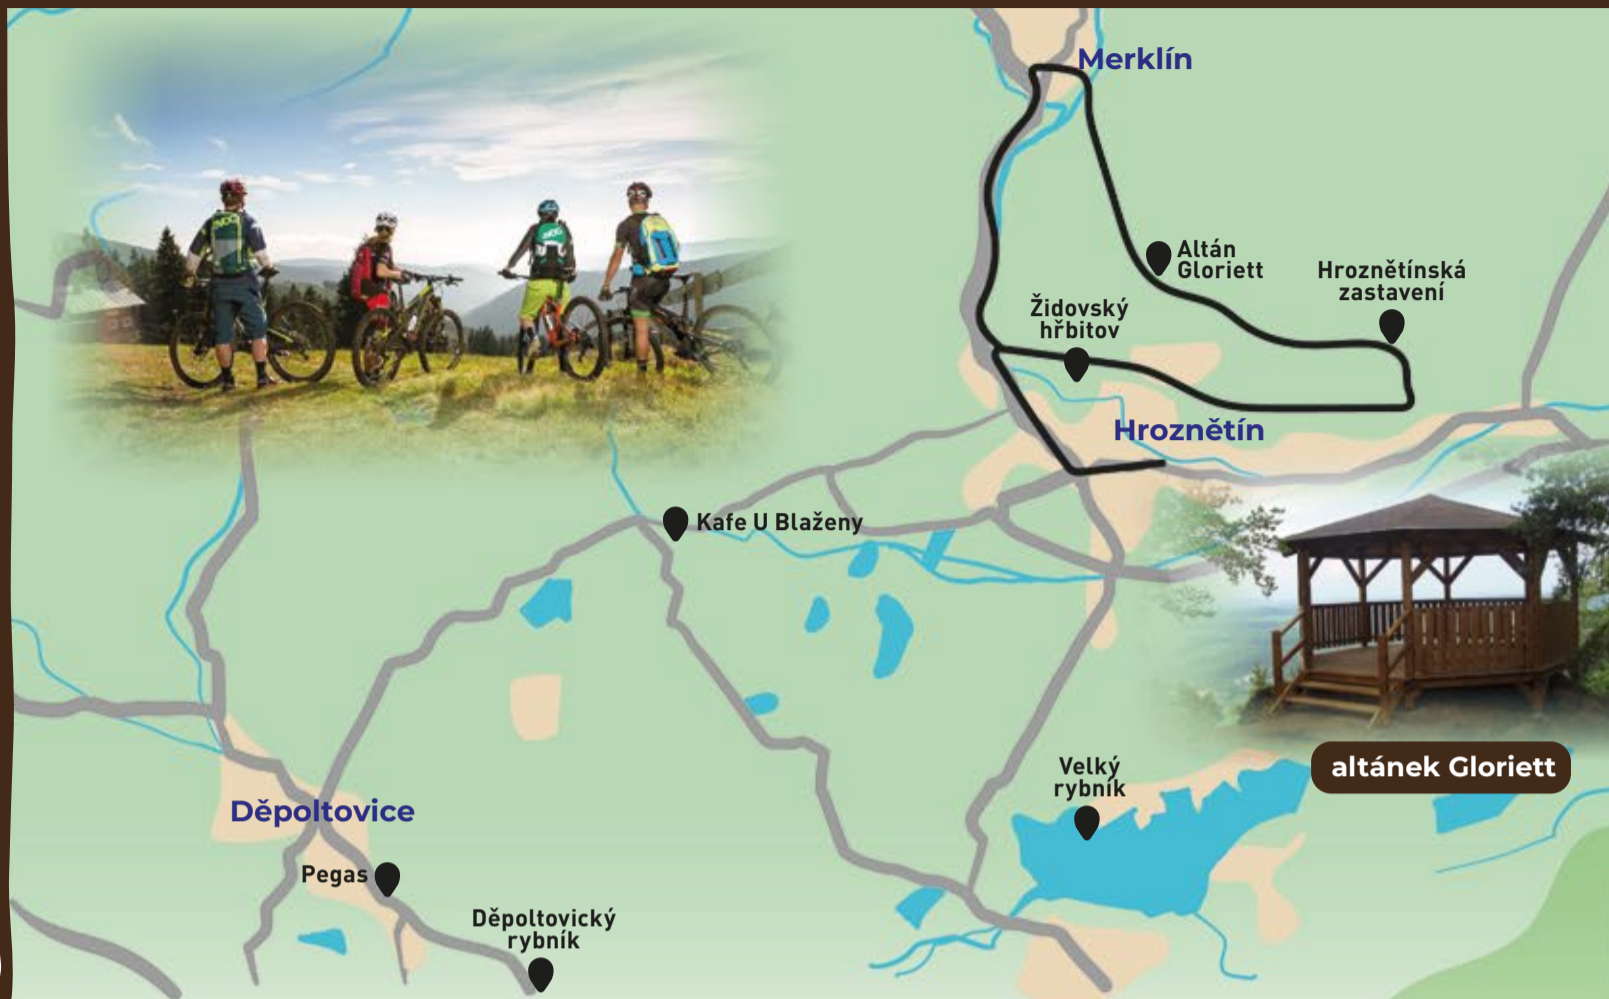 Merklín
Altán
Gloriett
Hroznětínská
zastavení
Židovský
hřbitov
Hroznětín
Kafe U Blaženy
altánek Gloriett
Velký
rybník
Děpoltovice
Pegas
Děpoltovický
rybník